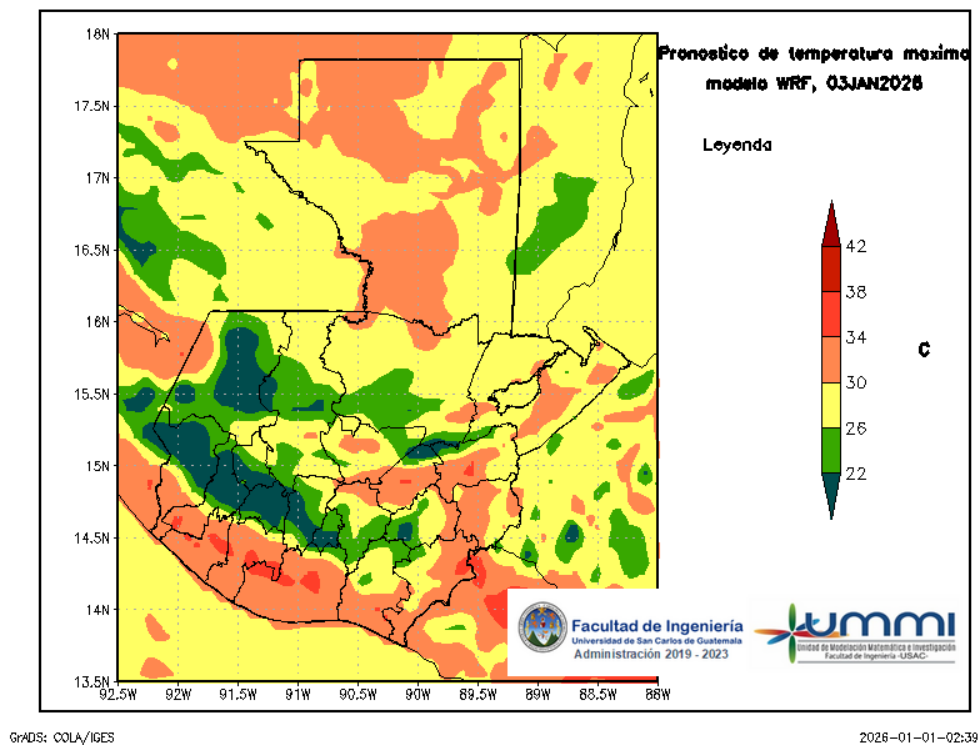 Pronostico de temperatura maxima
modelo WRF, 03JAN2026
Leyenda
18N
17.5N
17N
16.5N
16N
15.5N
15N
14.5N
14N
13.5N
92.5W
92W
91.5W
91W
90.5W
90W
89.5W
89W
88.5W
88W
42
38
34
30
26
22
C
Facultad de Ingeniería
Universidad de San Carlos de Guatemala
Administración 2019 - 2023
ummi
Unidad de Modelación Matemática e Investigación
Facultad de Ingeniería -USAC-
GrADS: COLA/IGES
2026-01-01-02:39